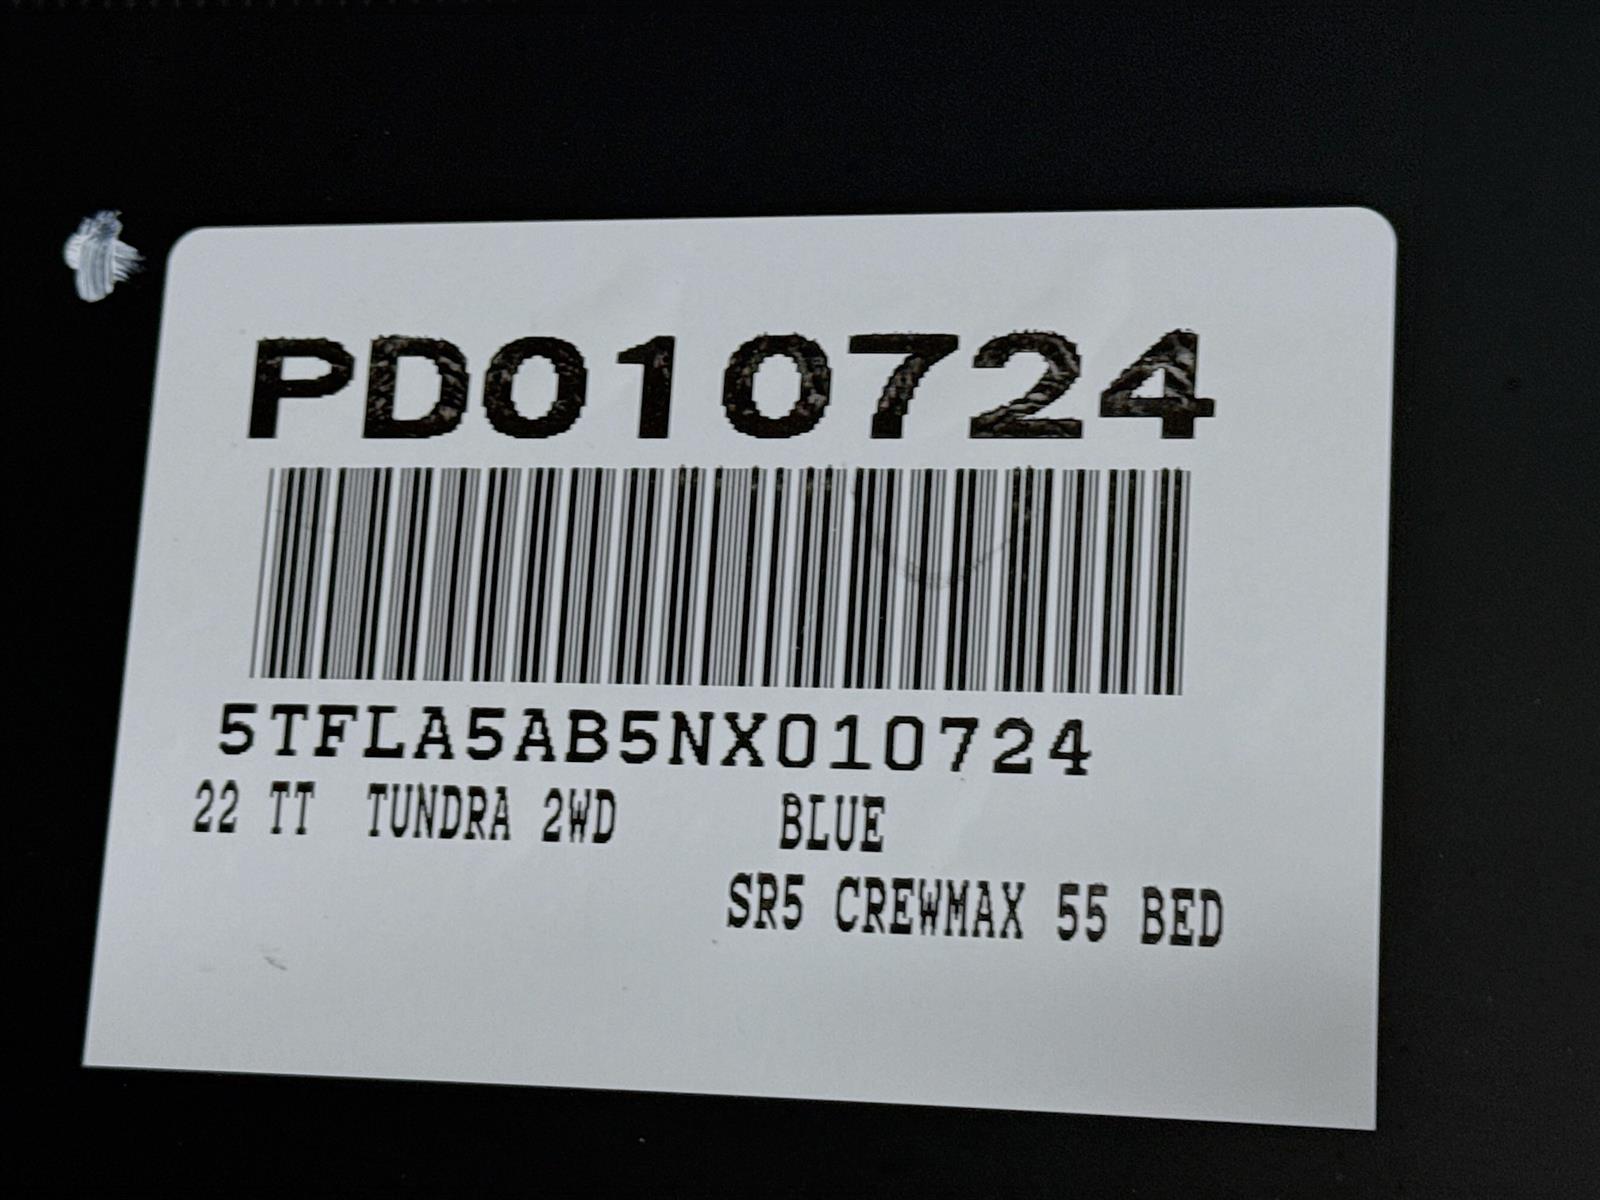 PD010724
5TFLA5AB5NX010724
22 TT TUNDRA 2WD BLUE
SR5 CREWMAX 55 BED